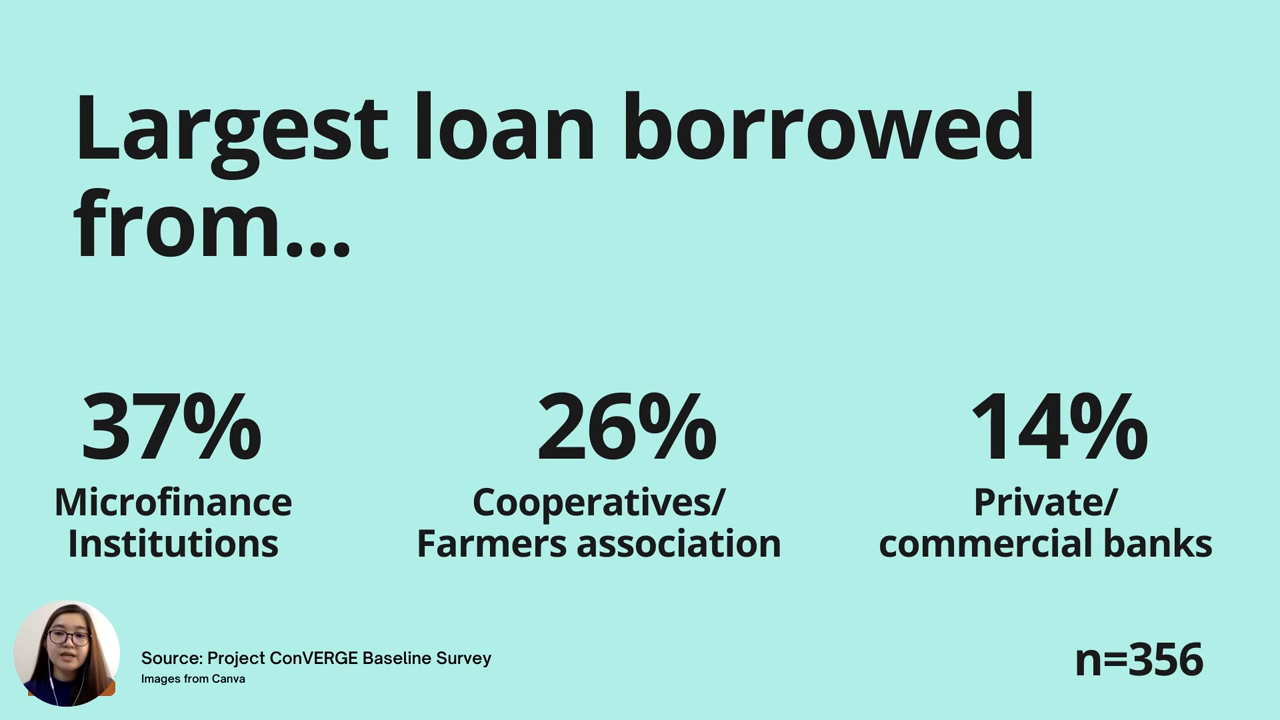 Largest loan borrowed
from...
37%
Microfinance
Institutions
26%
Cooperatives/
Farmers association
14%
Private/
commercial banks
Source: Project ConVERGE Baseline Survey
Images from Canva
n=356